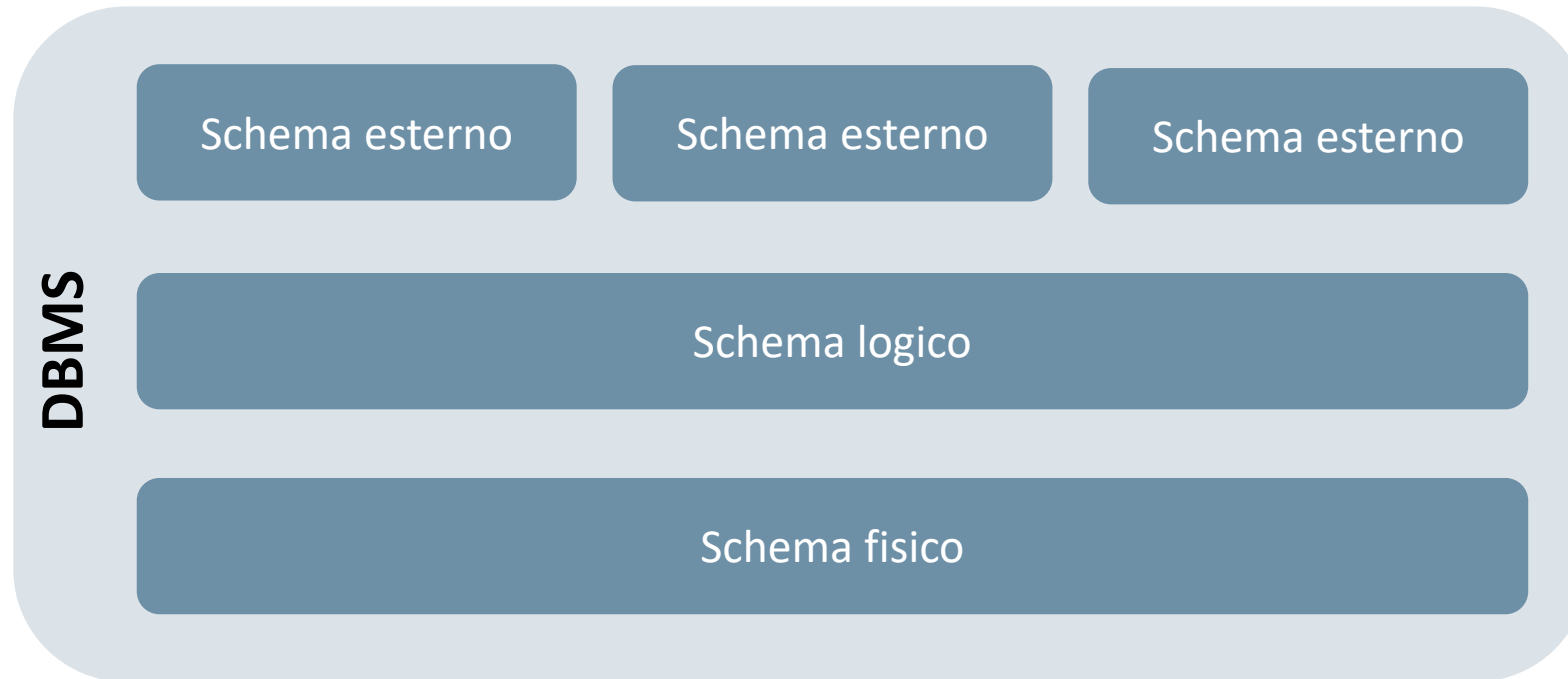 Schema esterno
Schema esterno
Schema esterno
DBMS
Schema logico
Schema fisico